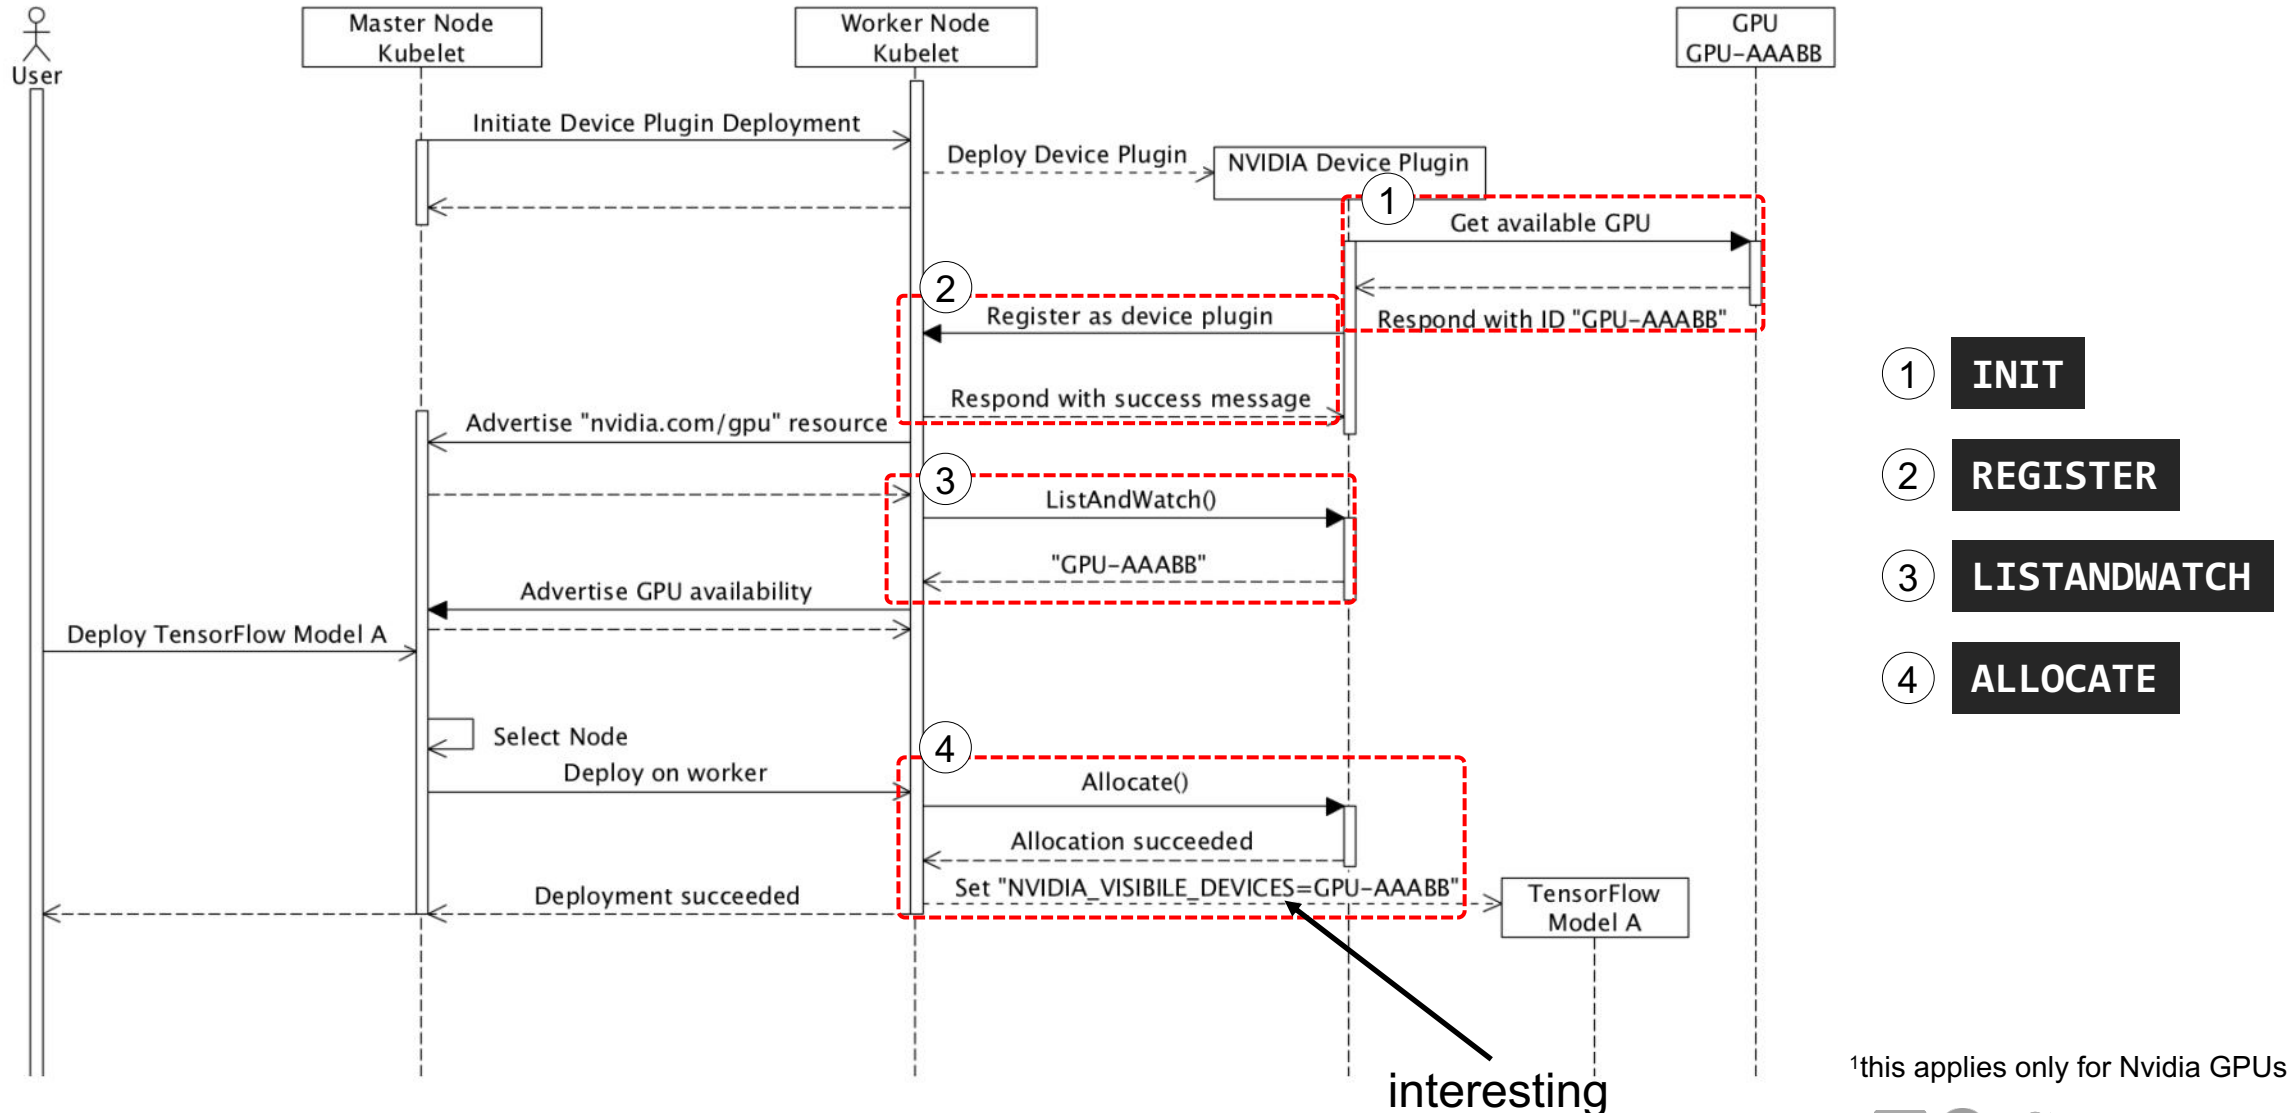 User
Master Node
Kubelet
Worker Node
Kubelet
GPU
GPU-AAABB
Initiate Device Plugin Deployment
Deploy Device Plugin
NVIDIA Device Plugin
1
Get available GPU
2
Register as device plugin
Respond with ID "GPU-AAABB"
Respond with success message
Advertise "nvidia.com/gpu" resource
3
ListAndWatch()
"GPU-AAABB"
Advertise GPU availability
Deploy TensorFlow Model A
Select Node
4
Deploy on worker
Allocate()
Allocation succeeded
Set "NVIDIA_VISIBILE_DEVICES=GPU-AAABB"
Deployment succeeded
TensorFlow
Model A
interesting
1 INIT
2 REGISTER
3 LISTANDWATCH
4 ALLOCATE
¹this applies only for Nvidia GPUs